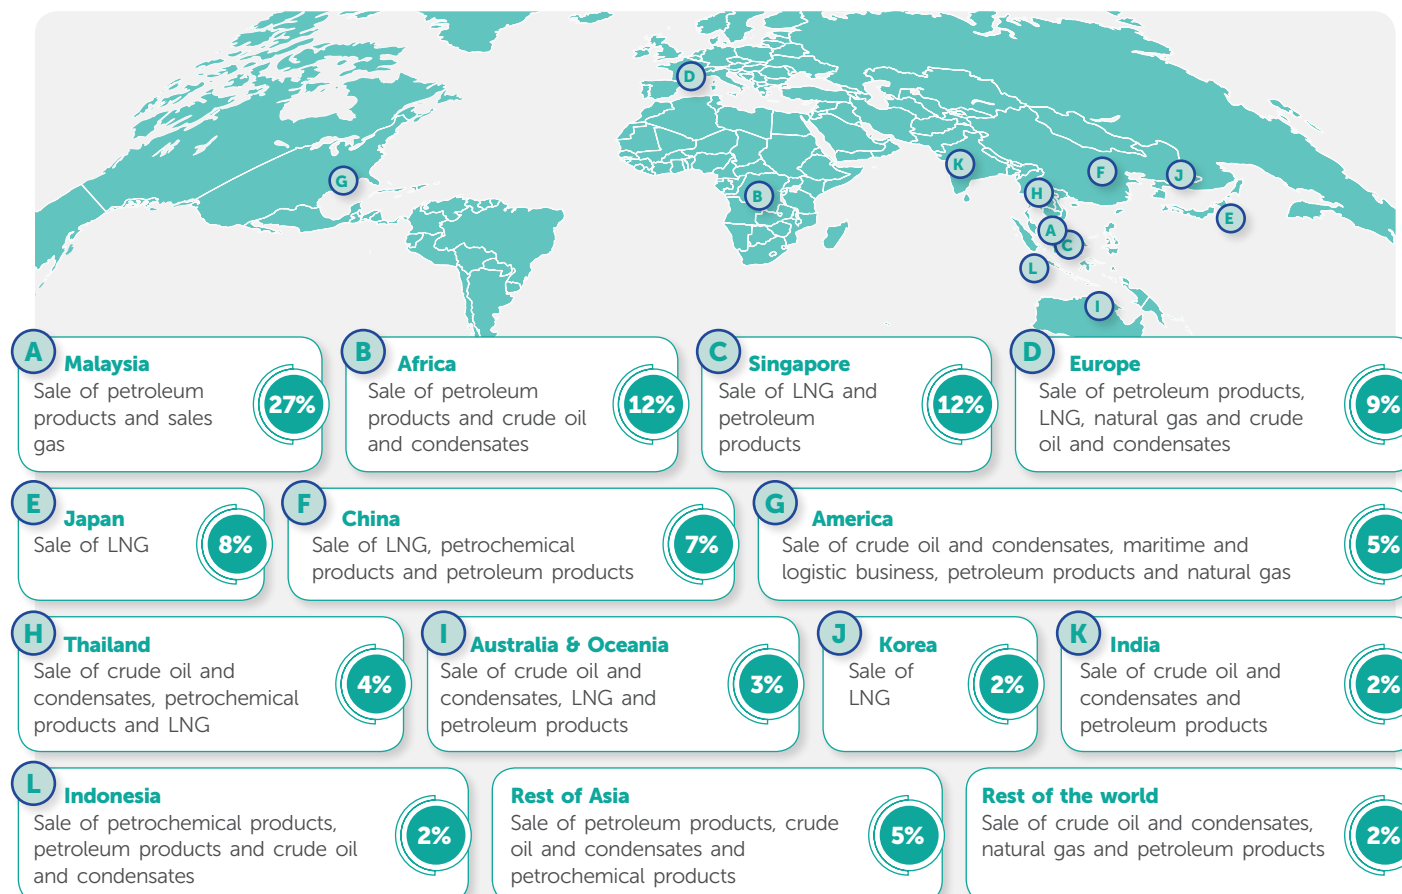 D
G
K
F
J
B
H
E
A
C
L
I
A
Malaysia
Sale of petroleum
products and sales
gas
27%
B
Africa
Sale of petroleum
products and crude oil
and condensates
12%
C
Singapore
Sale of LNG and
petroleum
products
12%
D
Europe
Sale of petroleum products,
LNG, natural gas and crude
oil and condensates
9%
E
Japan
Sale of LNG
8%
F
China
Sale of LNG, petrochemical
products and petroleum products
7%
G
America
Sale of crude oil and condensates, maritime and
logistic business, petroleum products and natural gas
5%
H
Thailand
Sale of crude oil and
condensates, petrochemical
products and LNG
4%
I
Australia & Oceania
Sale of crude oil and
condensates, LNG and
petroleum products
3%
J
Korea
Sale of
LNG
2%
K
India
Sale of crude oil and
condensates and
petroleum products
2%
L
Indonesia
Sale of petrochemical products,
petroleum products and crude oil
and condensates
2%
Rest of Asia
Sale of petroleum products, crude
oil and condensates and
petrochemical products
5%
Rest of the world
Sale of crude oil and condensates,
natural gas and petroleum products
2%